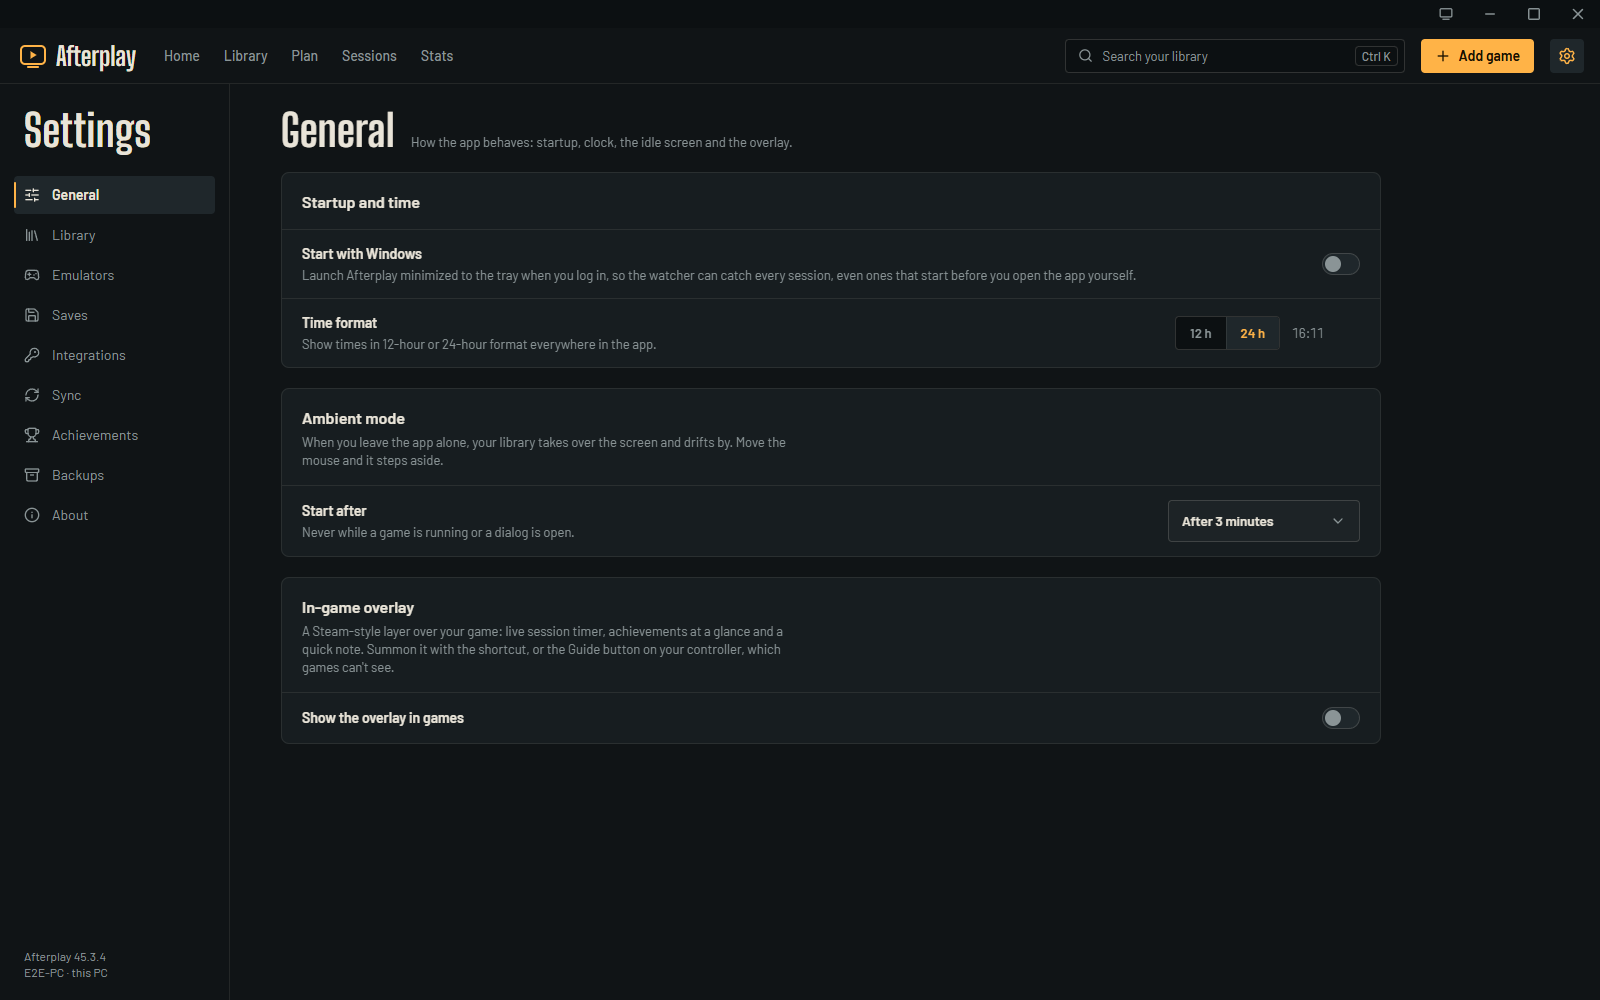 Afterplay
Home
Library
Plan
Sessions
Stats
Search your library
Ctrl K
Add game
Settings
General
Library
Emulators
Saves
Integrations
Sync
Achievements
Backups
About
Afterplay 45.3.4
E2E-PC · this PC
General
How the app behaves: startup, clock, the idle screen and the overlay.
Startup and time
Start with Windows
Launch Afterplay minimized to the tray when you log in, so the watcher can catch every session, even ones that start before you open the app yourself.
Time format
Show times in 12-hour or 24-hour format everywhere in the app.
12 h
24 h
16:11
Ambient mode
When you leave the app alone, your library takes over the screen and drifts by. Move the
mouse and it steps aside.
Start after
Never while a game is running or a dialog is open.
After 3 minutes
In-game overlay
A Steam-style layer over your game: live session timer, achievements at a glance and a
quick note. Summon it with the shortcut, or the Guide button on your controller, which
games can't see.
Show the overlay in games